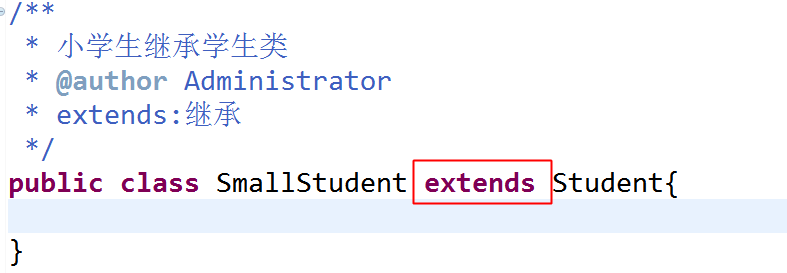 /**
 * 小学生继承学生类
 * @author Administrator
 * extends:继承
 */
public class SmallStudent extends Student{
}